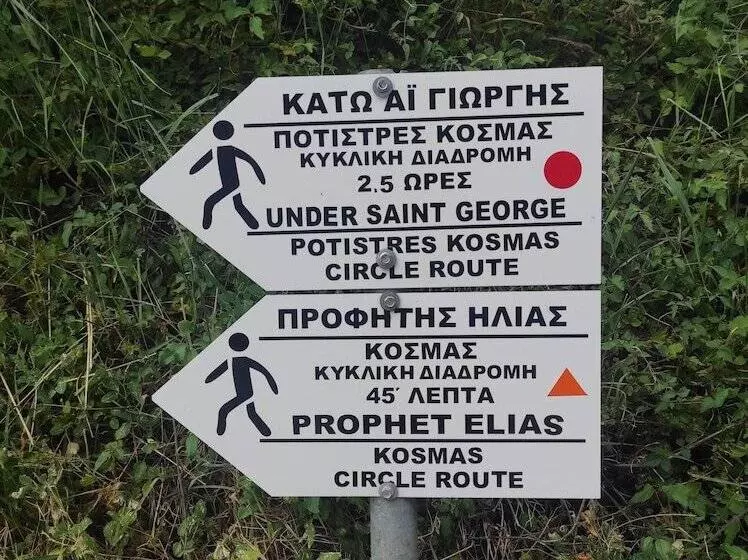 ΚΑΤΩ ΑΪ ΓΙΩΡΓΗΣ
ΠΟΤΙΣΤΡΕΣ ΚΟΣΜΑΣ
ΚΥΚΛΙΚΗ ΔΙΑΔΡΟΜΗ
2,5 ΩΡΕΣ
UNDER SAINT GEORGE
POTISTRES KOSMAS
CIRCLE ROUTE
ΠΡΟΦΗΤΗΣ ΗΛΙΑΣ
ΚΟΣΜΑΣ
ΚΥΚΛΙΚΗ ΔΙΑΔΡΟΜΗ
45΄ ΛΕΠΤΑ
PROPHET ELIAS
KOSMAS
CIRCLE ROUTE